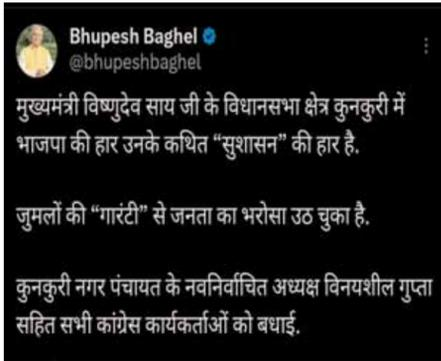 Bhupesh Baghel
@bhupeshbaghel
मुख्यमंत्री विष्णुदेव साय जी के विधानसभा क्षेत्र कुनकुरी में
भाजपा की हार उनके कथित “सुशासन” की हार है.
जुमलों की “गारंटी” से जनता का भरोसा उठ चुका है.
कुनकुरी नगर पंचायत के नवनिर्वाचित अध्यक्ष विनयशील गुप्ता
सहित सभी कांग्रेस कार्यकर्ताओं को बधाई.